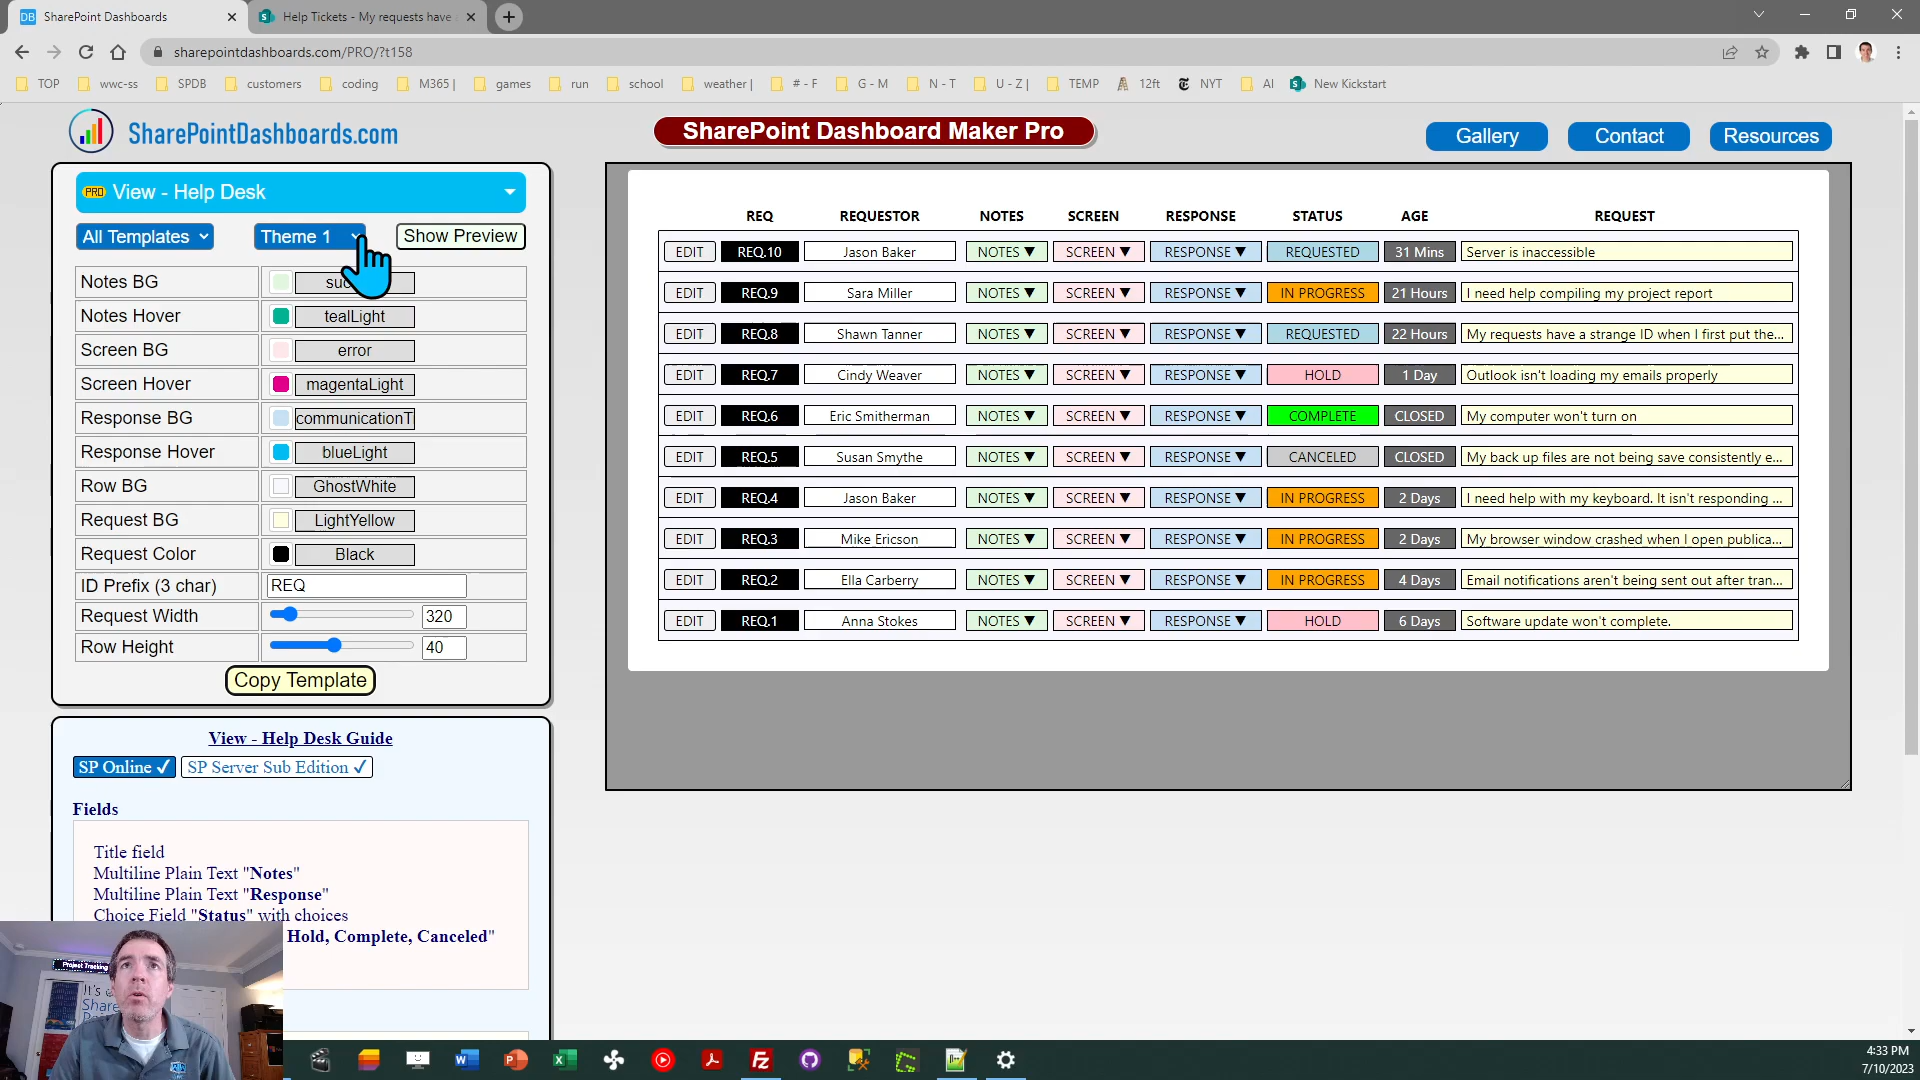 DB SharePoint Dashboards
Help Tickets - My requests have
sharepointdashboards.com/PRO/?t158
TOP wwc-ss SPDB customers coding M365 | games run school weather | # - F G - M N - T U - Z | TEMP 12ft NYT AI New Kickstart
SharePointDashboards.com
SharePoint Dashboard Maker Pro
Gallery Contact Resources
PRO View - Help Desk
All Templates Theme 1 Show Preview
Notes BG
Notes Hover tealLight
Screen BG error
Screen Hover magentaLight
Response BG communicationT
Response Hover blueLight
Row BG GhostWhite
Request BG LightYellow
Request Color Black
ID Prefix (3 char) REQ
Request Width 320
Row Height 40
Copy Template
REQ REQUESTOR NOTES SCREEN RESPONSE STATUS AGE REQUEST
EDIT REQ.10 Jason Baker NOTES ▼ SCREEN ▼ RESPONSE ▼ REQUESTED 31 Mins Server is inaccessible
EDIT REQ.9 Sara Miller NOTES ▼ SCREEN ▼ RESPONSE ▼ IN PROGRESS 21 Hours I need help compiling my project report
EDIT REQ.8 Shawn Tanner NOTES ▼ SCREEN ▼ RESPONSE ▼ REQUESTED 22 Hours My requests have a strange ID when I first put the...
EDIT REQ.7 Cindy Weaver NOTES ▼ SCREEN ▼ RESPONSE ▼ HOLD 1 Day Outlook isn't loading my emails properly
EDIT REQ.6 Eric Smitherman NOTES ▼ SCREEN ▼ RESPONSE ▼ COMPLETE CLOSED My computer won't turn on
EDIT REQ.5 Susan Smythe NOTES ▼ SCREEN ▼ RESPONSE ▼ CANCELED CLOSED My back up files are not being save consistently e...
EDIT REQ.4 Jason Baker NOTES ▼ SCREEN ▼ RESPONSE ▼ IN PROGRESS 2 Days I need help with my keyboard. It isn't responding ...
EDIT REQ.3 Mike Ericson NOTES ▼ SCREEN ▼ RESPONSE ▼ IN PROGRESS 2 Days My browser window crashed when I open publica...
EDIT REQ.2 Ella Carberry NOTES ▼ SCREEN ▼ RESPONSE ▼ IN PROGRESS 4 Days Email notifications aren't being sent out after tran...
EDIT REQ.1 Anna Stokes NOTES ▼ SCREEN ▼ RESPONSE ▼ HOLD 6 Days Software update won't complete.
View - Help Desk Guide
SP Online ✓ SP Server Sub Edition ✓
Fields
Title field
Multiline Plain Text "Notes"
Multiline Plain Text "Response"
Choice Field "Status" with choices
Hold, Complete, Canceled"
Project Tracking
It's
Share
4:33 PM
7/10/2023